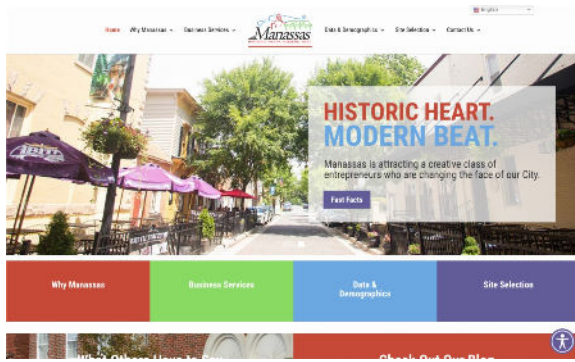 English
Home
Why Manassas
Business Services
Manassas
Data & Demographics
Site Selection
Contact Us
HISTORIC HEART.
MODERN BEAT.
Manassas is attracting a creative class of
entrepreneurs who are changing the face of our City.
Fast Facts
Why Manassas
Business Services
Data &
Demographics
Site Selection
What Others Have to Say
Check Out Our Blog